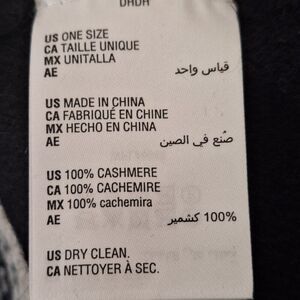 DHDH
US ONE SIZE
CA TAILLE UNIQUE
MX UNITALLA
AE قياس واحد
US MADE IN CHINA
CA FABRIQUÉ EN CHINE
MX HECHO EN CHINA
AE صُنع في الصين
US 100% CASHMERE
CA 100% CACHEMIRE
MX 100% cachemira
AE 100% كشمير
US DRY CLEAN.
CA NETTOYER À SEC.